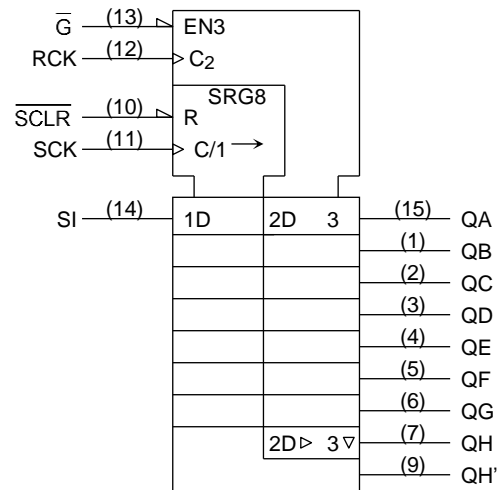 G (13) EN3
RCK (12) C2
SRG8
SCLR (10) R
SCK (11) C/1
SI (14) 1D 2D 3 (15) QA
(1) QB
(2) QC
(3) QD
(4) QE
(5) QF
(6) QG
2D 3 (7) QH
(9) QH'